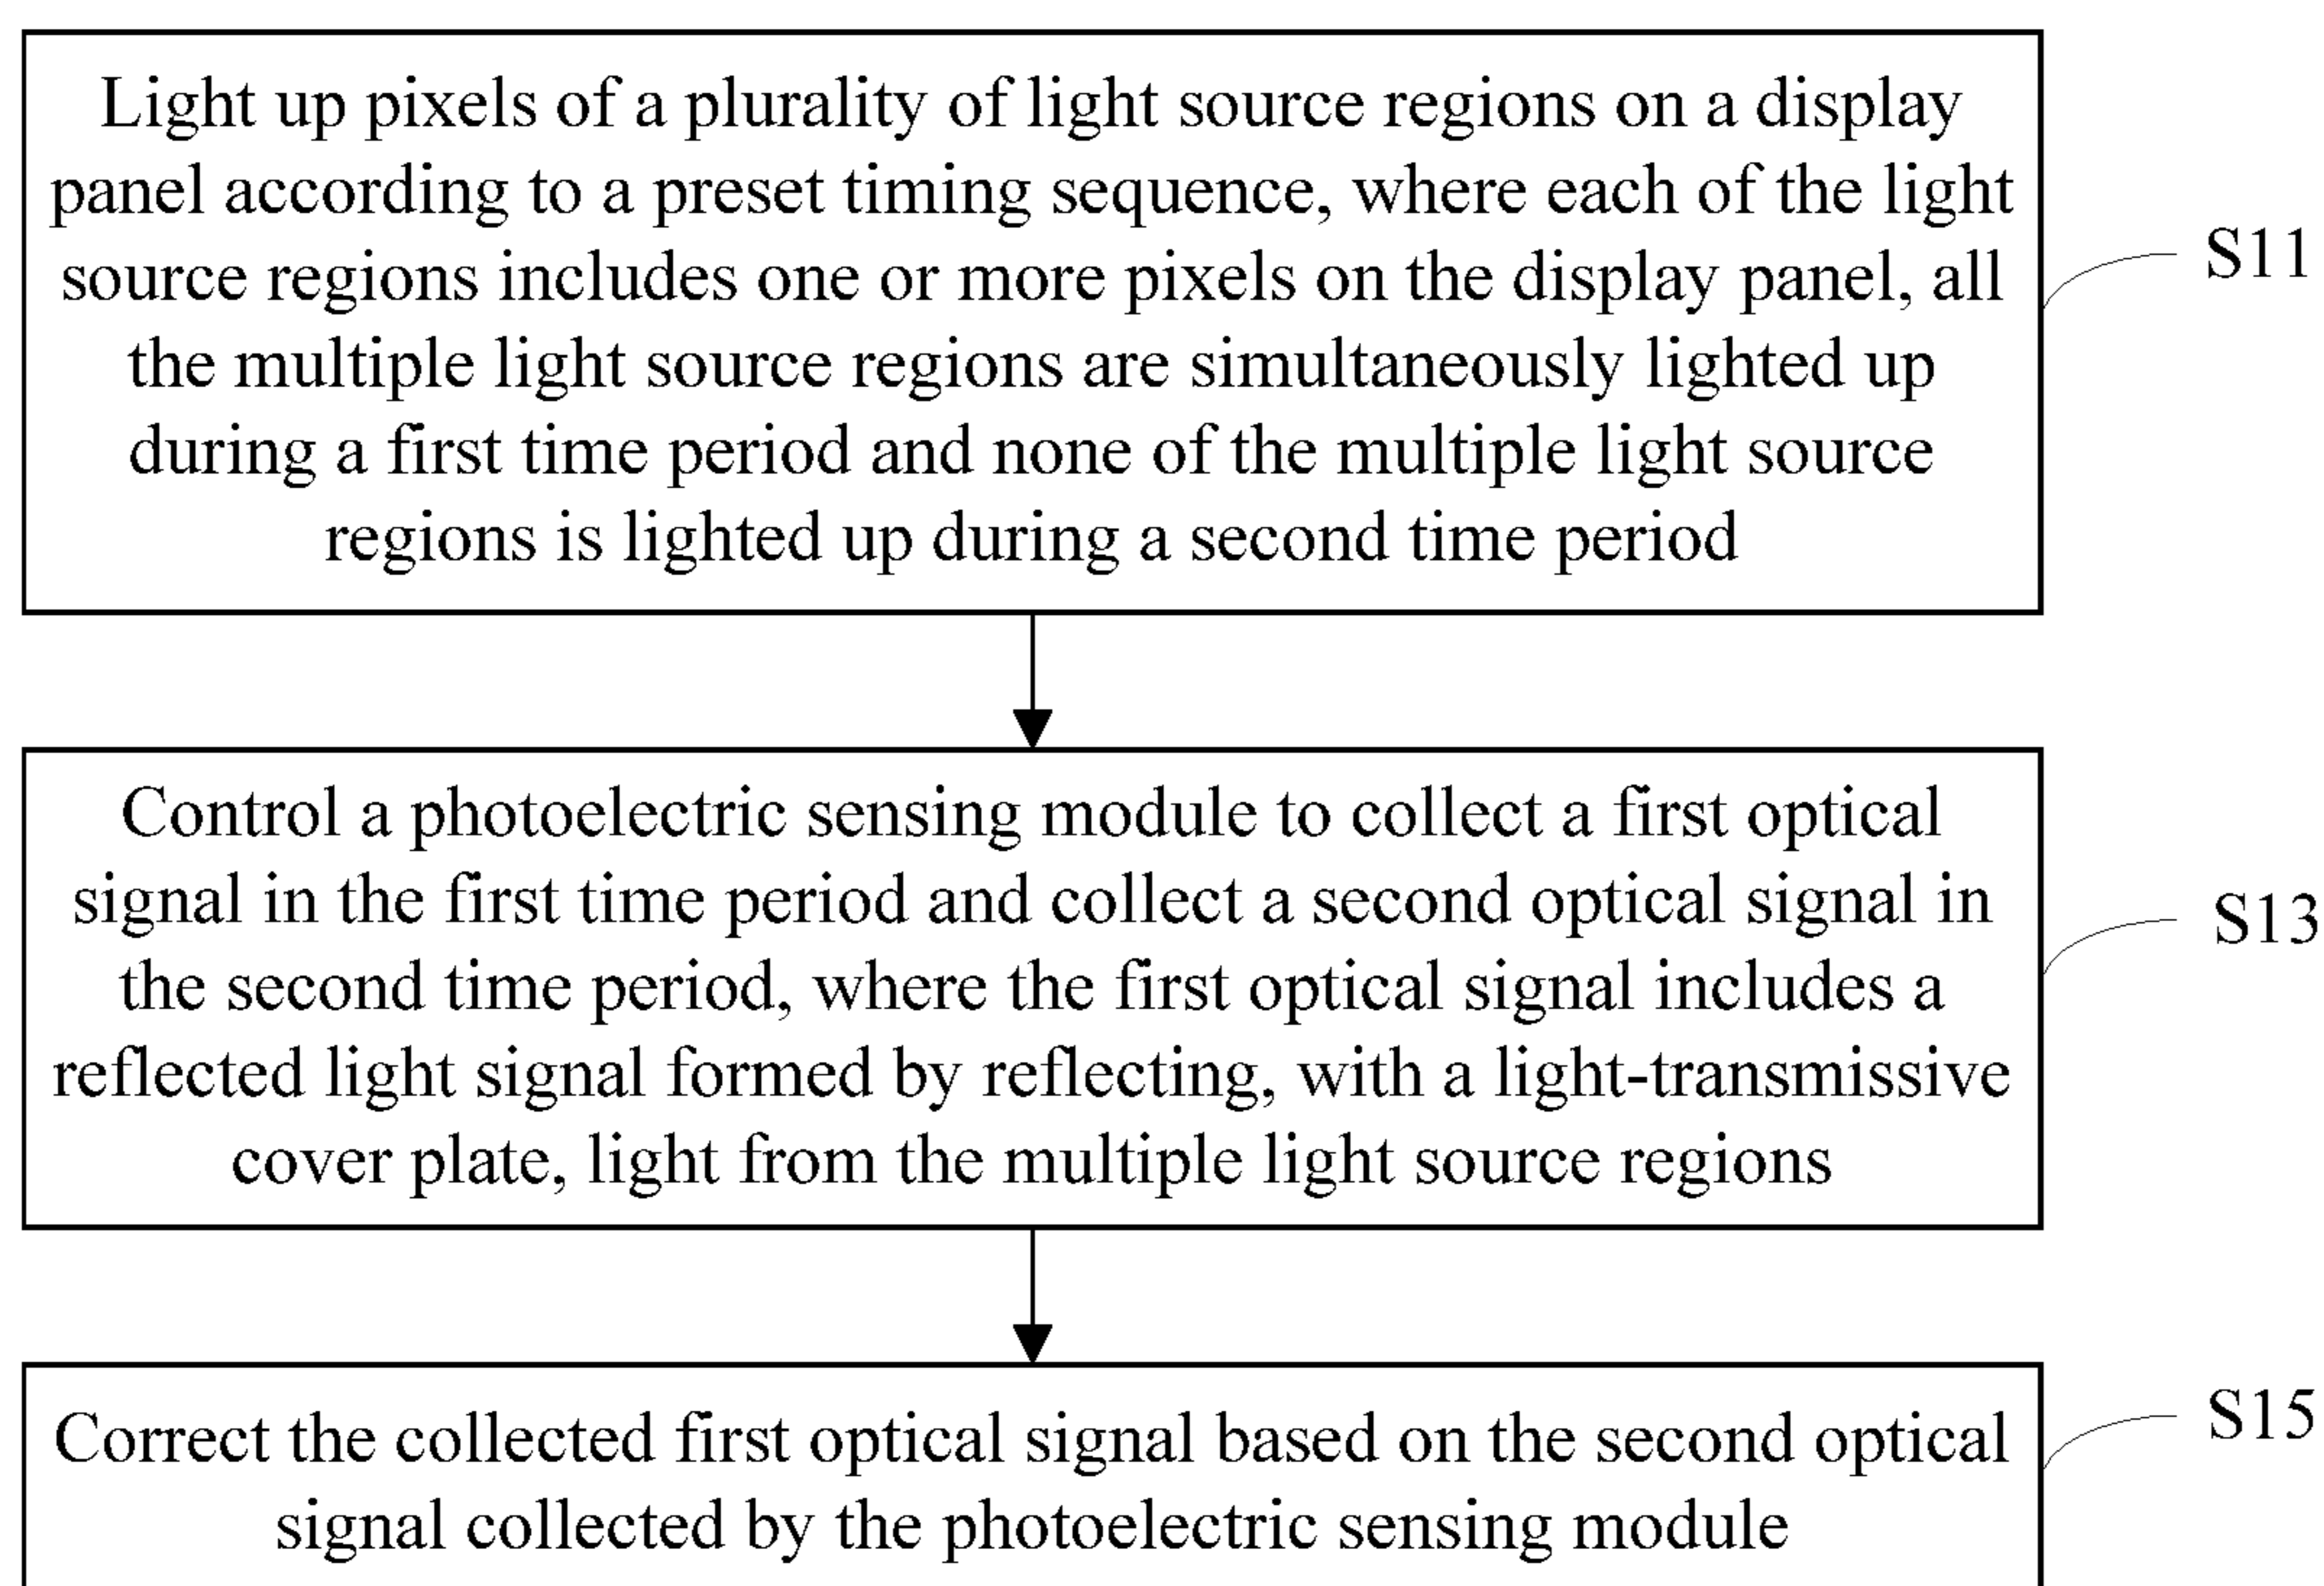 Light up pixels of a plurality of light source regions on a display
panel according to a preset timing sequence, where each of the light
source regions includes one or more pixels on the display panel, all
the multiple light source regions are simultaneously lighted up
during a first time period and none of the multiple light source
regions is lighted up during a second time period
S11
Control a photoelectric sensing module to collect a first optical
signal in the first time period and collect a second optical signal in
the second time period, where the first optical signal includes a
reflected light signal formed by reflecting, with a light-transmissive
cover plate, light from the multiple light source regions
S13
Correct the collected first optical signal based on the second optical
signal collected by the photoelectric sensing module
S15